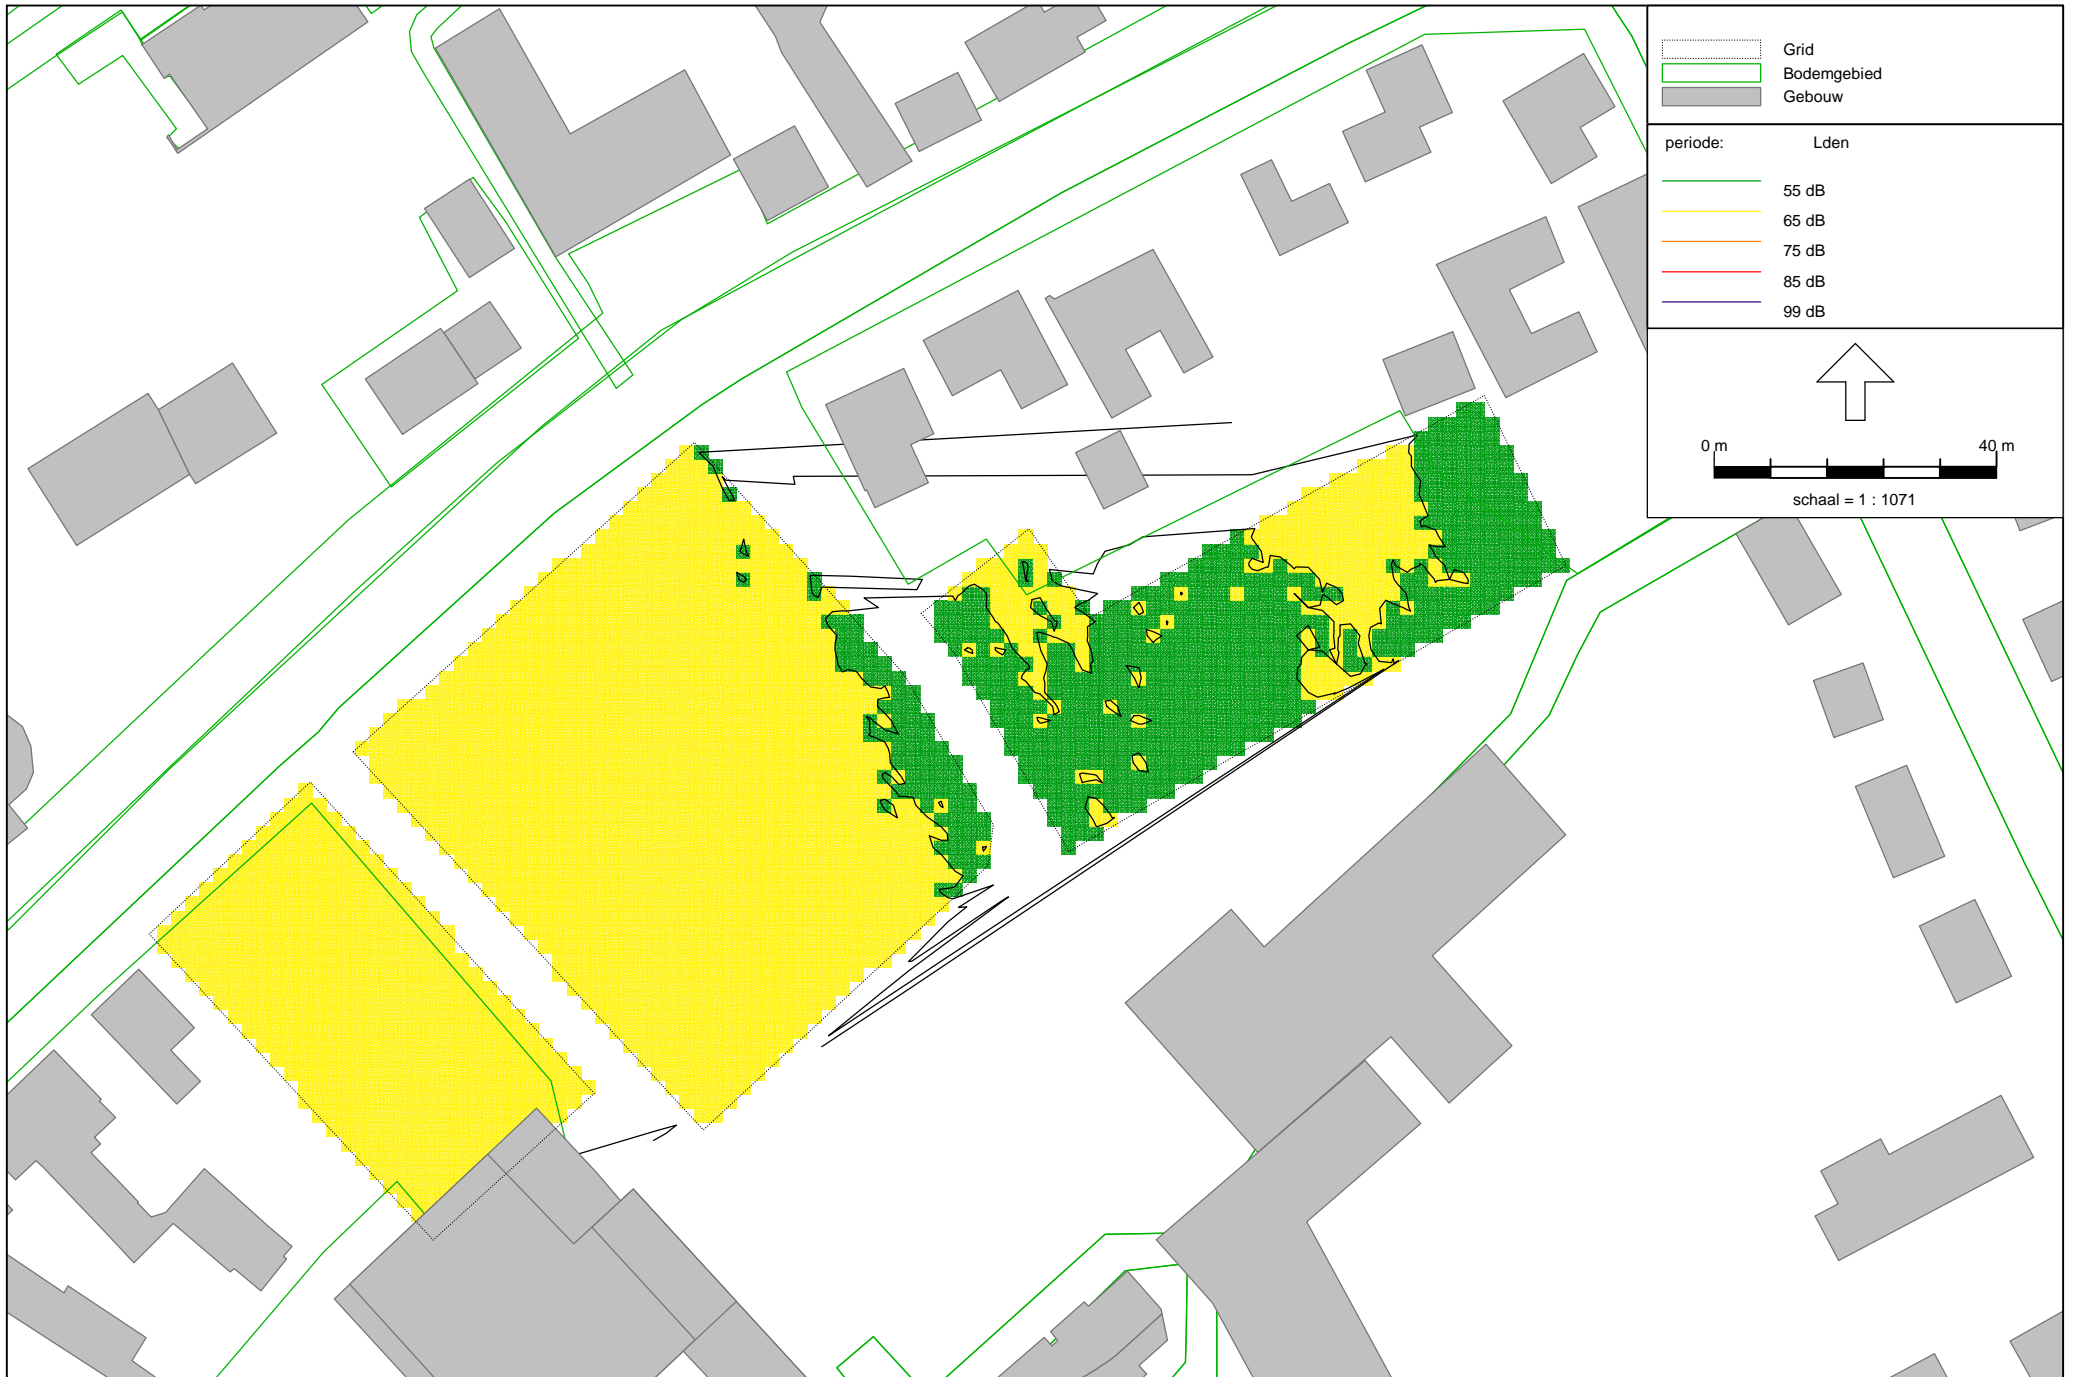 Grid
Bodemgebied
Gebouw
periode: Lden
55 dB
65 dB
75 dB
85 dB
99 dB
0 m 40 m
schaal = 1 : 1071